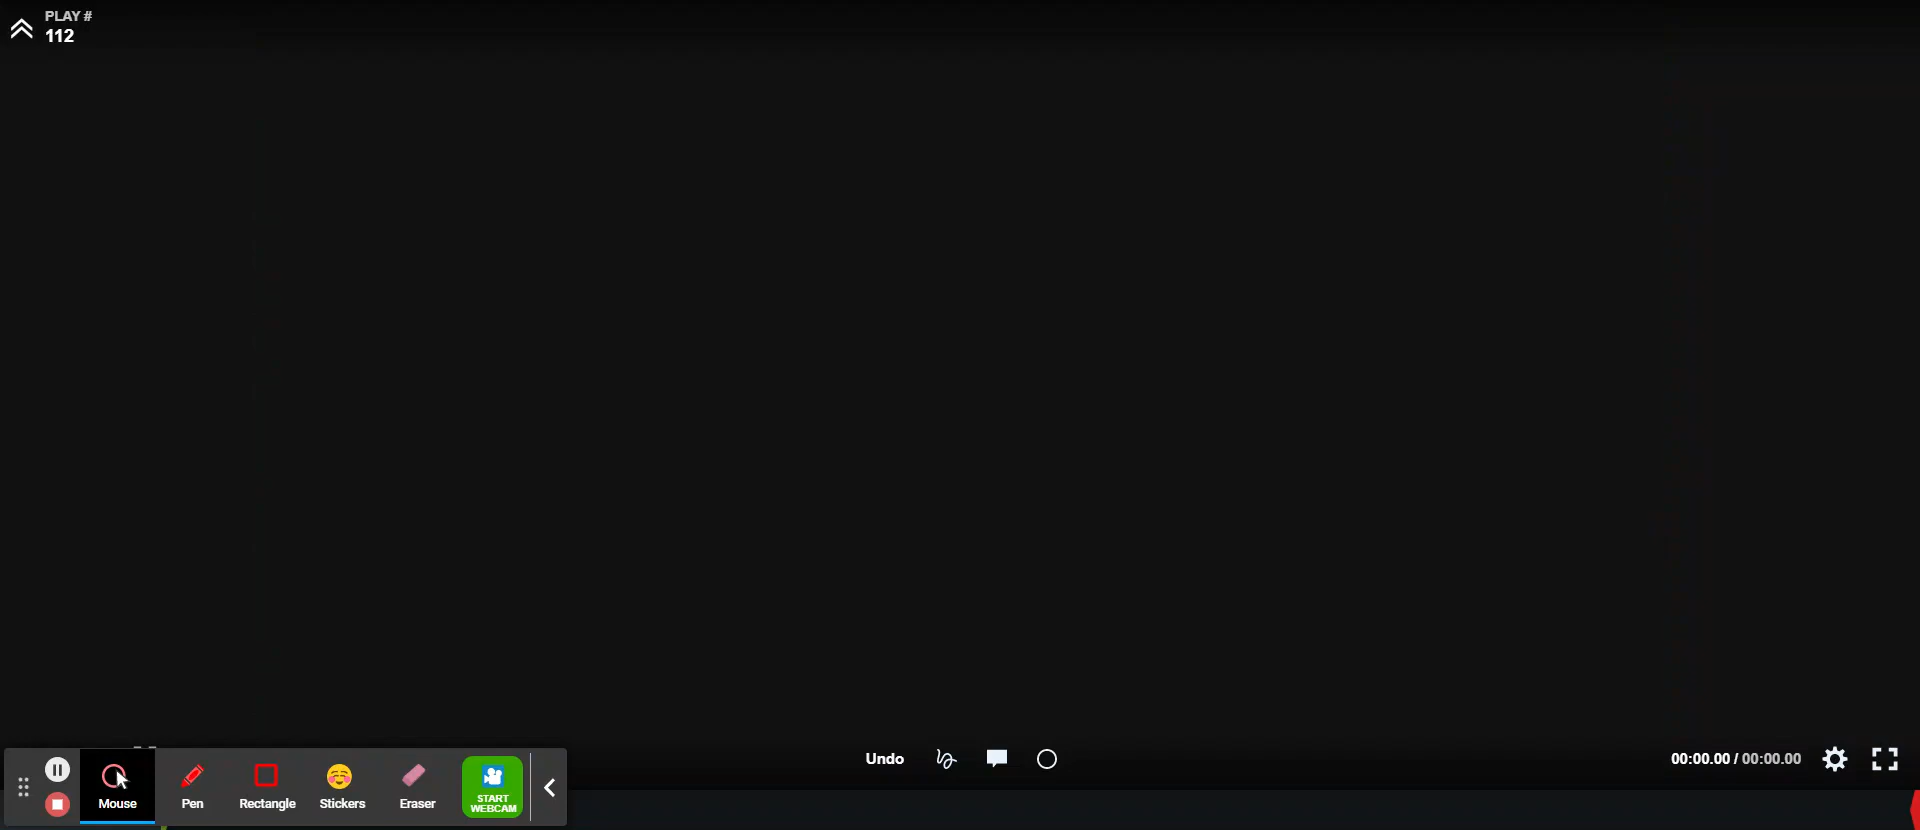 PLAY #
112
Undo
00:00.00 / 00:00.00
Mouse
Pen
Rectangle
Stickers
Eraser
START
WEBCAM